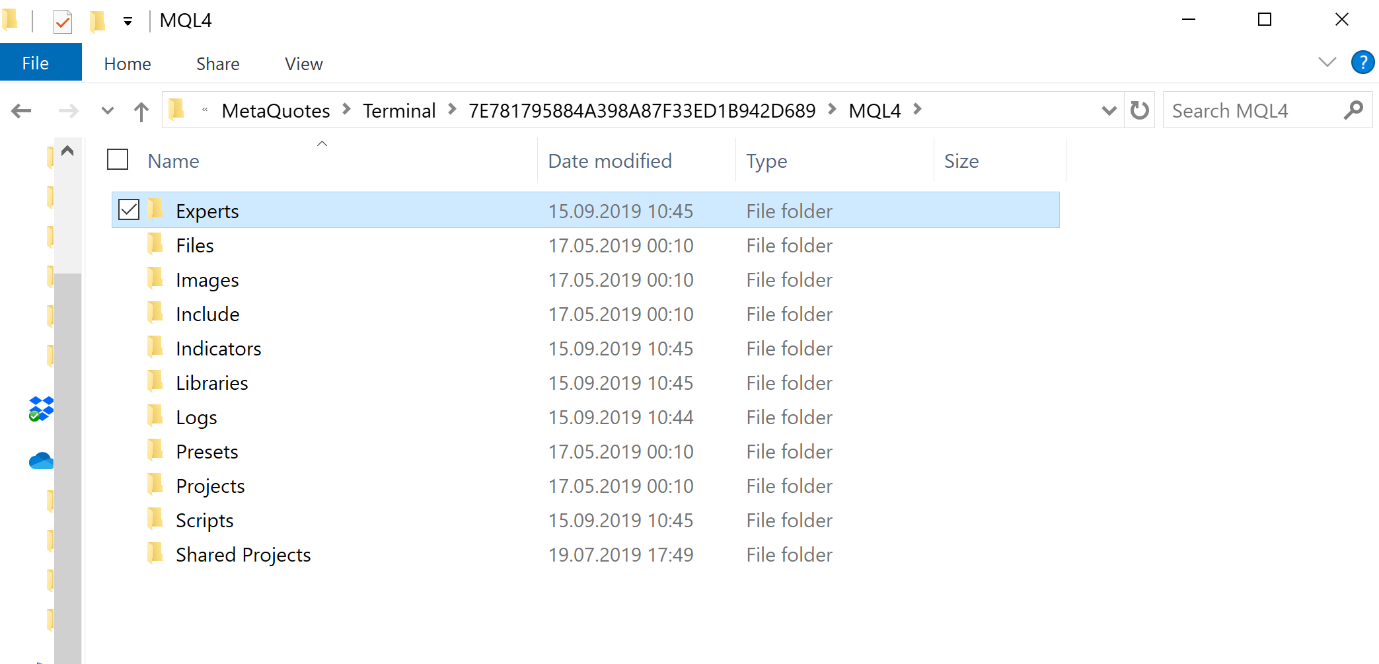 MQL4
File Home Share View
« MetaQuotes > Terminal > 7E781795884A398A87F33ED1B942D689 > MQL4 > Search MQL4
Name Date modified Type Size
Experts 15.09.2019 10:45 File folder
Files 17.05.2019 00:10 File folder
Images 17.05.2019 00:10 File folder
Include 17.05.2019 00:10 File folder
Indicators 15.09.2019 10:45 File folder
Libraries 15.09.2019 10:45 File folder
Logs 15.09.2019 10:44 File folder
Presets 17.05.2019 00:10 File folder
Projects 17.05.2019 00:10 File folder
Scripts 15.09.2019 10:45 File folder
Shared Projects 19.07.2019 17:49 File folder